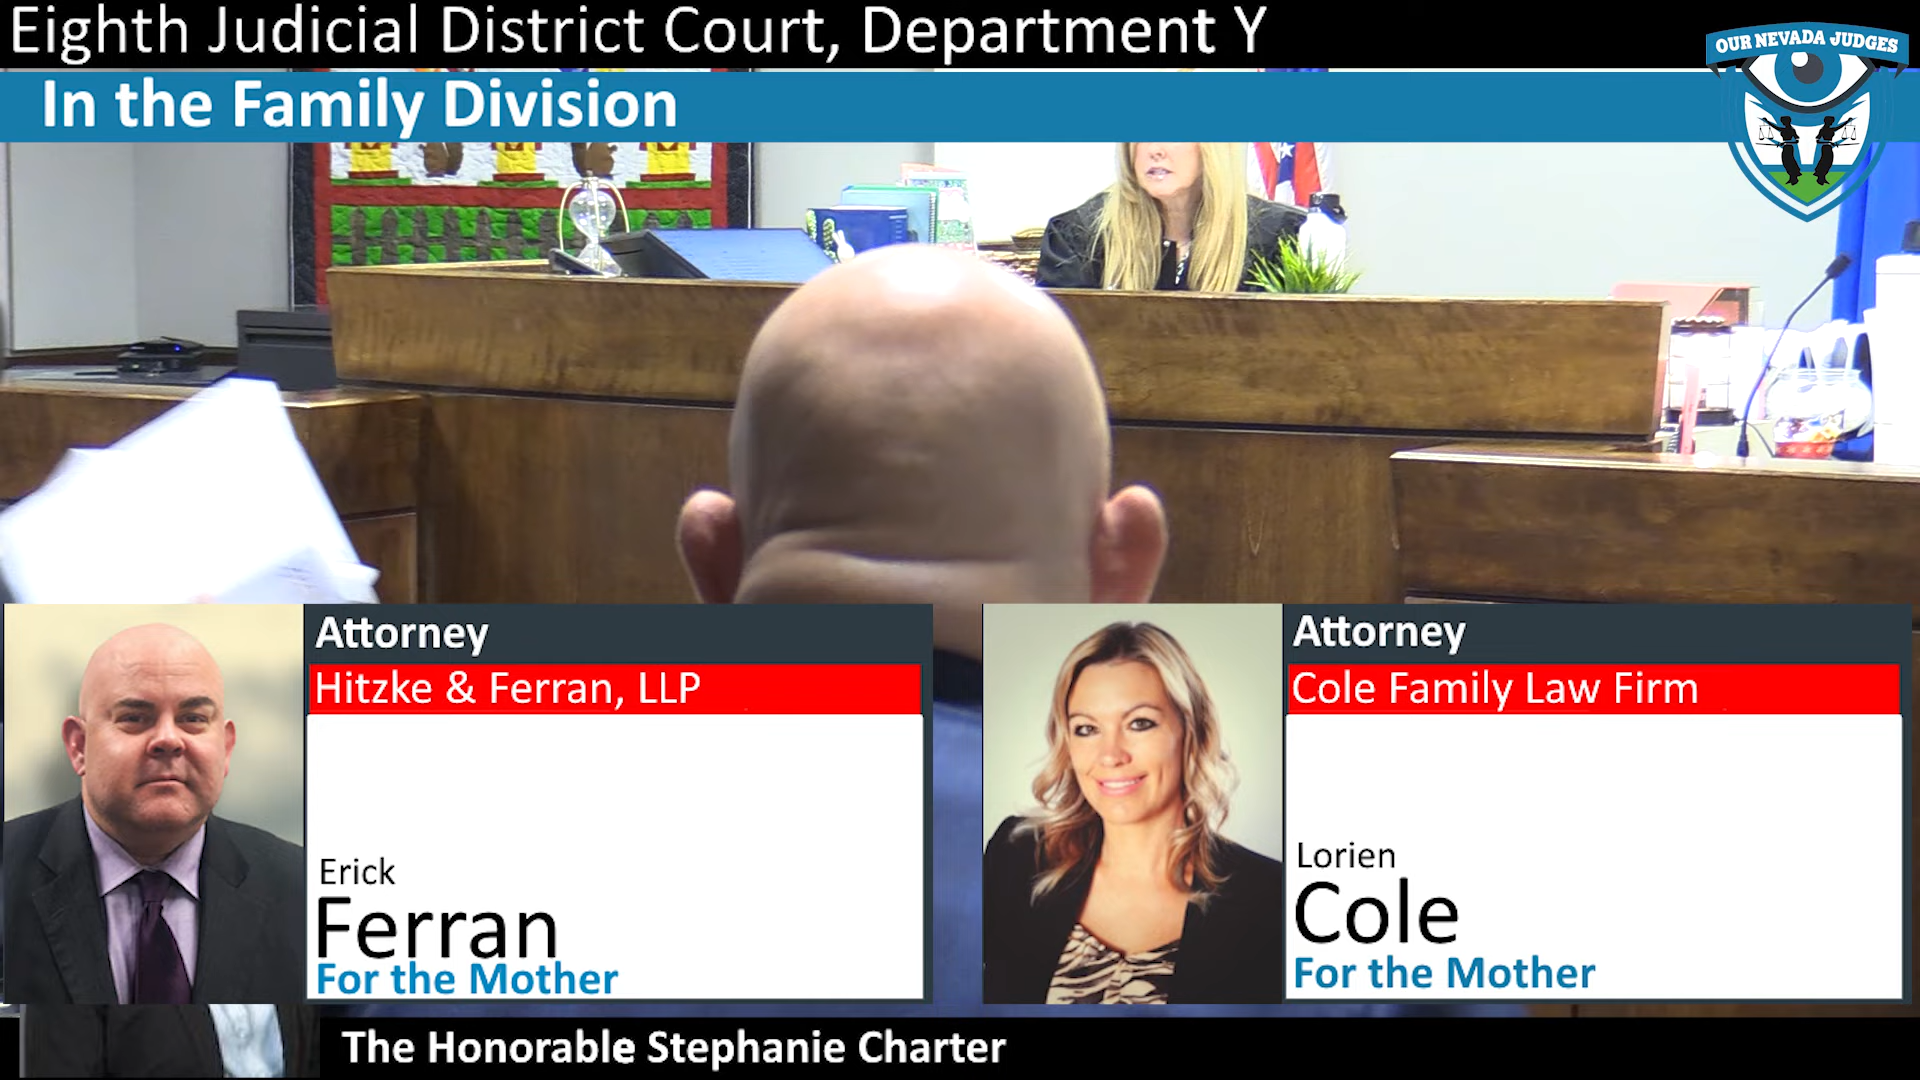 Eighth Judicial District Court, Department Y
OUR NEVADA JUDGES
In the Family Division
Attorney
Hitzke & Ferran, LLP
Erick
Ferran
For the Mother
Attorney
Cole Family Law Firm
Lorien
Cole
For the Mother
The Honorable Stephanie Charter